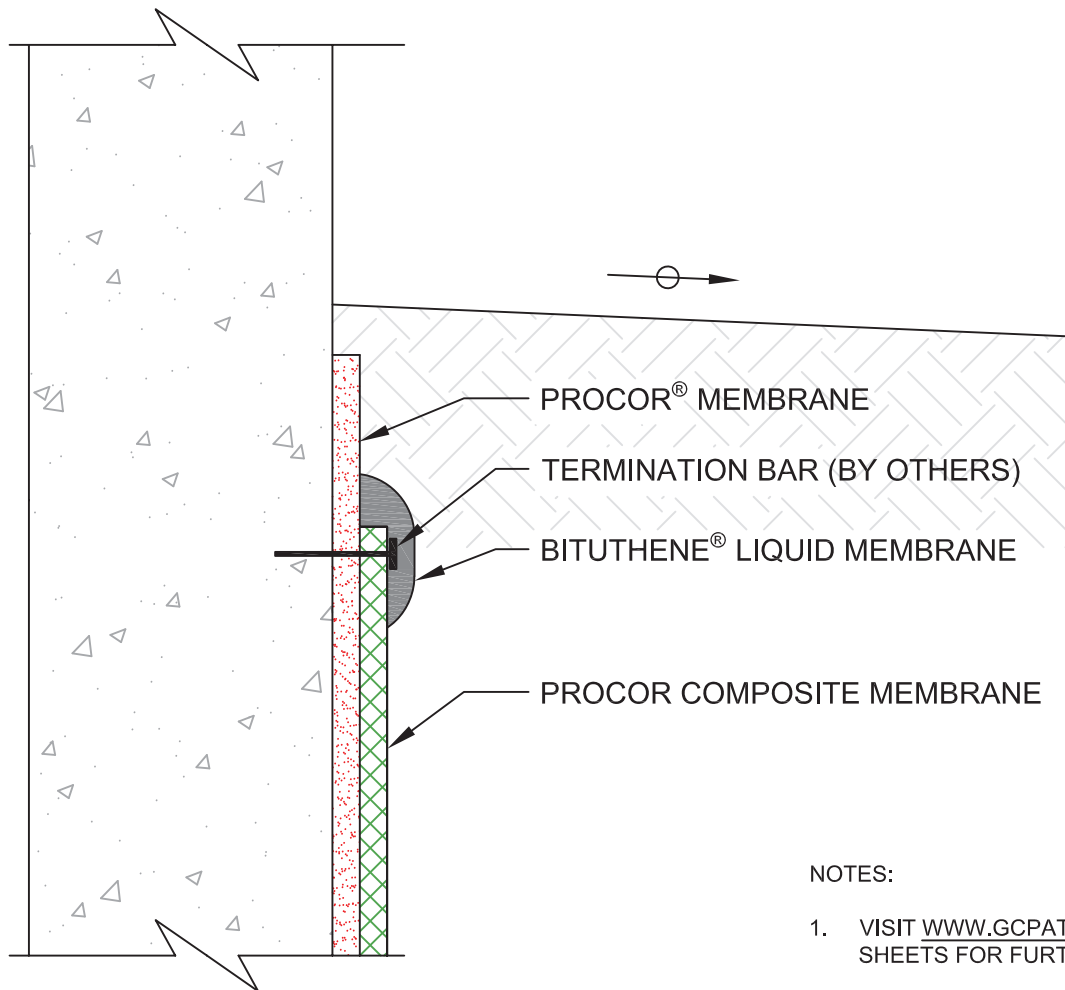 PROCOR® MEMBRANE
TERMINATION BAR (BY OTHERS)
BITUTHENE® LIQUID MEMBRANE
PROCOR COMPOSITE MEMBRANE
NOTES:
1. VISIT WWW.GCPAT
SHEETS FOR FURT